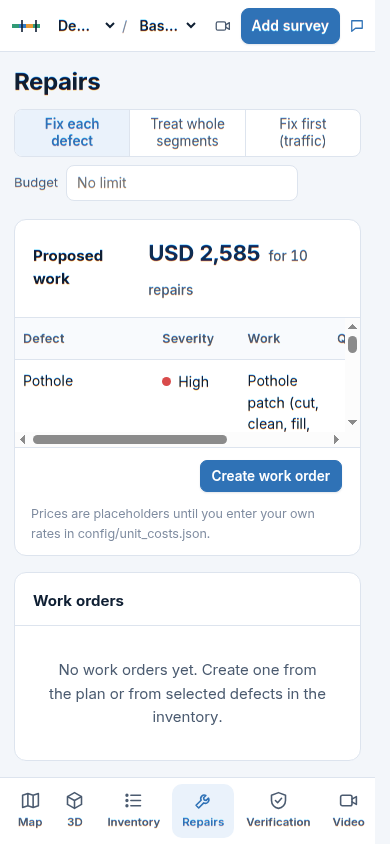 De... / Bas... Add survey
Repairs
Fix each defect
Treat whole segments
Fix first (traffic)
Budget No limit
Proposed work
USD 2,585 for 10 repairs
Defect Severity Work Q
Pothole High Pothole patch (cut, clean, fill,
Create work order
Prices are placeholders until you enter your own
rates in config/unit_costs.json.
Work orders
No work orders yet. Create one from
the plan or from selected defects in the
inventory.
Map 3D Inventory Repairs Verification Video